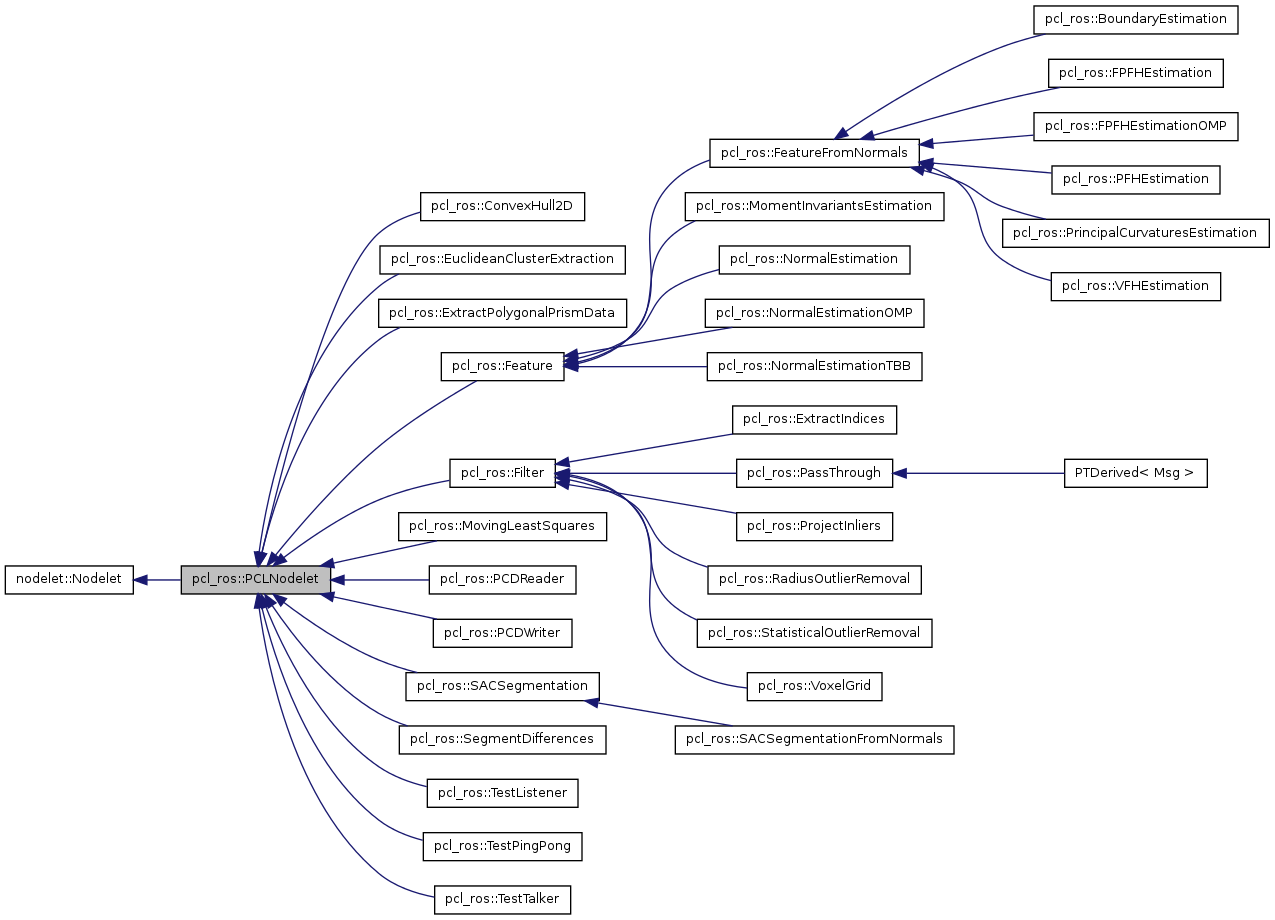 pcl_ros::BoundaryEstimation
pcl_ros::FPFHEstimation
pcl_ros::FPFHEstimationOMP
pcl_ros::FeatureFromNormals
pcl_ros::PFHEstimation
pcl_ros::ConvexHull2D
pcl_ros::MomentInvariantsEstimation
pcl_ros::PrincipalCurvaturesEstimation
pcl_ros::EuclideanClusterExtraction
pcl_ros::NormalEstimation
pcl_ros::VFHEstimation
pcl_ros::ExtractPolygonalPrismData
pcl_ros::NormalEstimationOMP
pcl_ros::Feature
pcl_ros::NormalEstimationTBB
pcl_ros::ExtractIndices
pcl_ros::Filter
pcl_ros::PassThrough
PTDerived< Msg >
pcl_ros::MovingLeastSquares
pcl_ros::ProjectInliers
nodelet::Nodelet
pcl_ros::PCLNodelet
pcl_ros::PCDReader
pcl_ros::RadiusOutlierRemoval
pcl_ros::PCDWriter
pcl_ros::StatisticalOutlierRemoval
pcl_ros::SACSegmentation
pcl_ros::VoxelGrid
pcl_ros::SegmentDifferences
pcl_ros::SACSegmentationFromNormals
pcl_ros::TestListener
pcl_ros::TestPingPong
pcl_ros::TestTalker